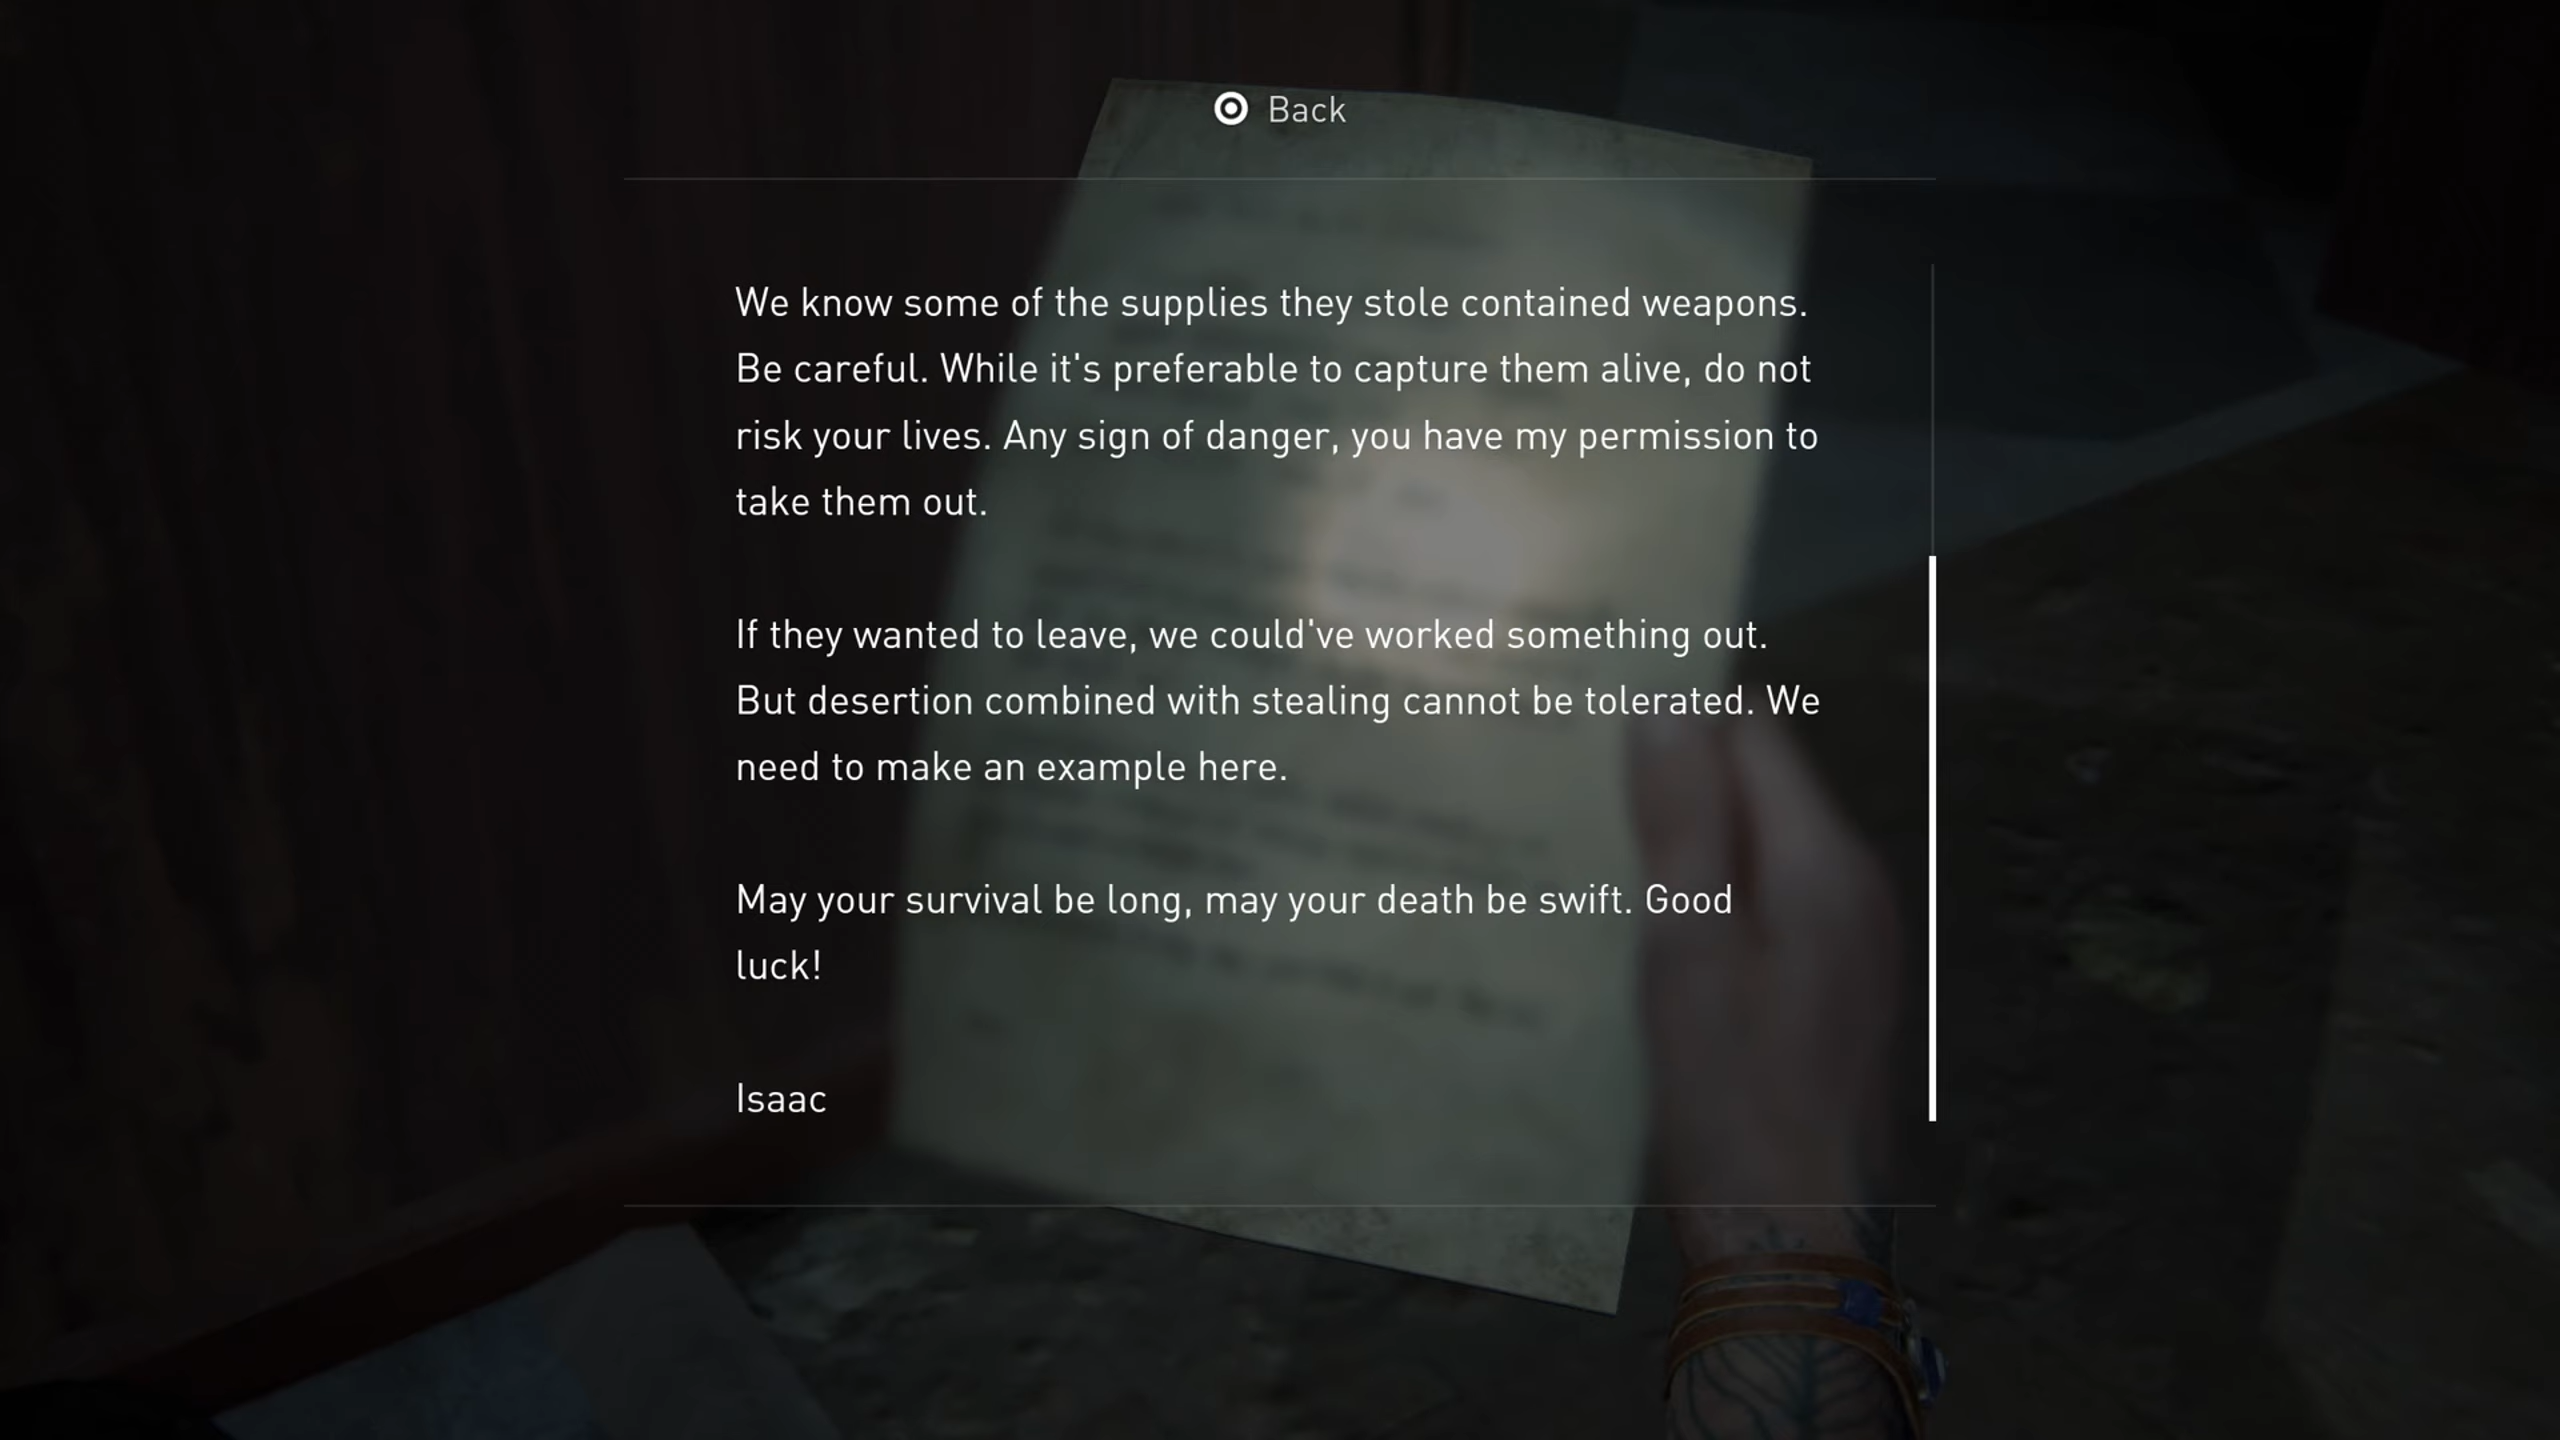 Back
We know some of the supplies they stole contained weapons.
Be careful. While it's preferable to capture them alive, do not
risk your lives. Any sign of danger, you have my permission to
take them out.
If they wanted to leave, we could've worked something out.
But desertion combined with stealing cannot be tolerated. We
need to make an example here.
May your survival be long, may your death be swift. Good
luck!
Isaac